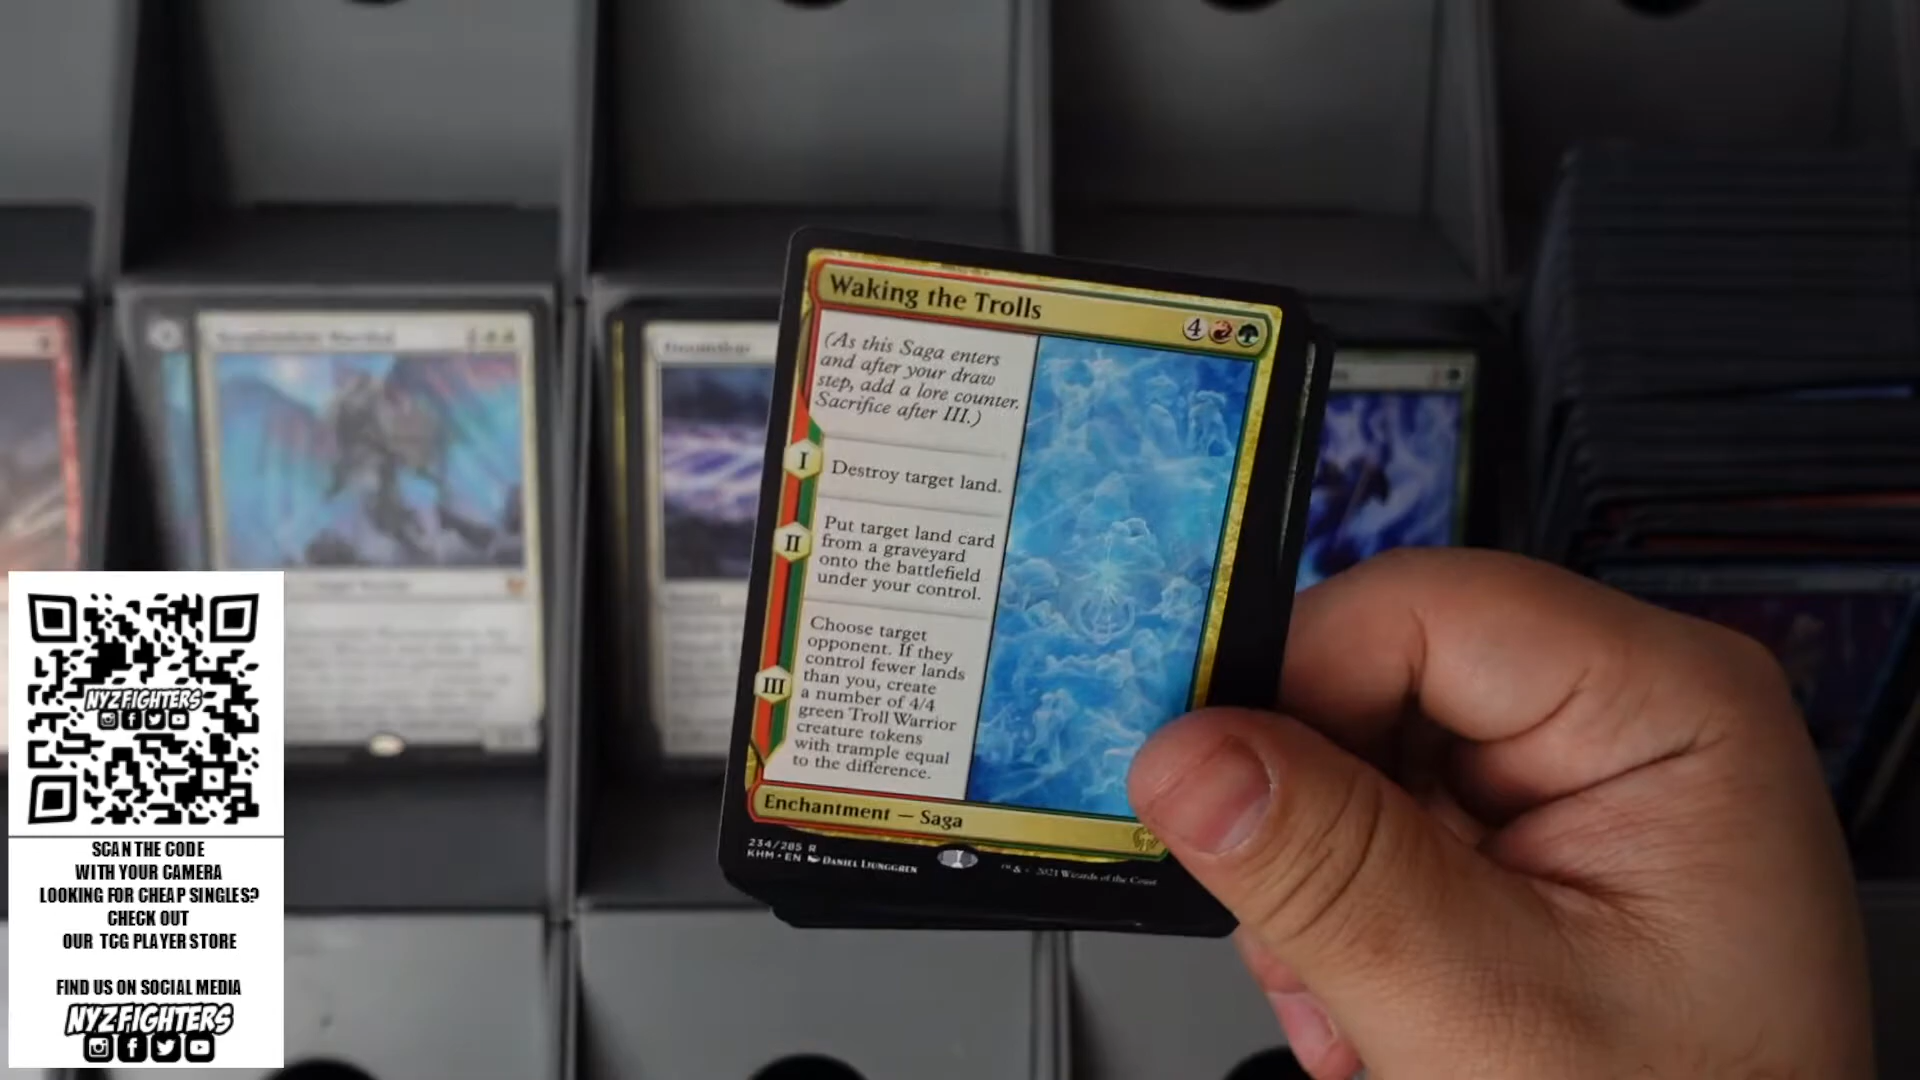 Waking the Trolls
4
(As this Saga enters
and after your draw
step, add a lore counter.
Sacrifice after III.)
I
Destroy target land.
II
Put target land card
from a graveyard
onto the battlefield
under your control.
III
Choose target
opponent. If they
control fewer lands
than you, create
a number of 4/4
green Troll Warrior
creature tokens
with trample equal
to the difference.
Enchantment — Saga
234/285 R
KHM • EN DANIEL LJUNGGREN
™ & © 2021 Wizards of the Coast
NYZFIGHTERS
SCAN THE CODE
WITH YOUR CAMERA
LOOKING FOR CHEAP SINGLES?
CHECK OUT
OUR TCG PLAYER STORE
FIND US ON SOCIAL MEDIA
NYZFIGHTERS